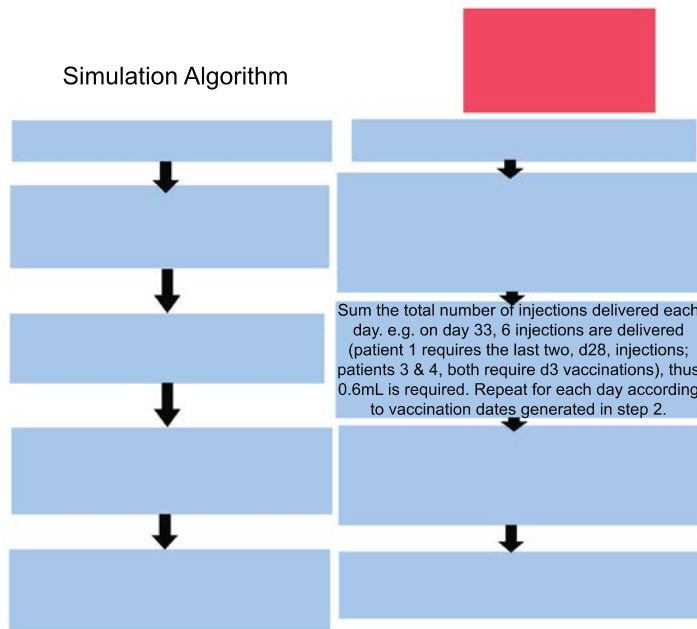 Simulation Algorithm
Sum the total number of injections delivered each
day. e.g. on day 33, 6 injections are delivered
(patient 1 requires the last two, d28, injections;
patients 3 & 4, both require d3 vaccinations), thus
0.6mL is required. Repeat for each day according
to vaccination dates generated in step 2.